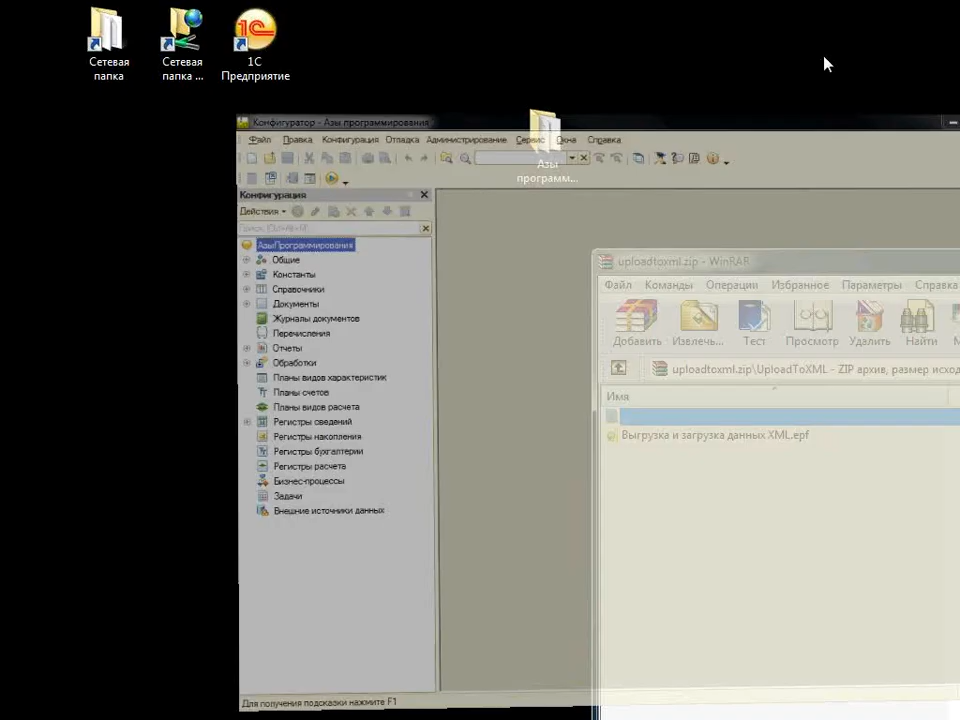 Сетевая
папка
Сетевая
папка ...
1С
Предприятие
Конфигуратор - Азы программирования
Файл Правка Конфигурация Отладка Администрирование Сервис Окна Справка
Азы
программ...
Конфигурация
Действия
Поиск (Ctrl+Alt+M)
АзыПрограммирования
Общие
Константы
Справочники
Документы
Журналы документов
Перечисления
Отчеты
Обработки
Планы видов характеристик
Планы счетов
Планы видов расчета
Регистры сведений
Регистры накопления
Регистры бухгалтерии
Регистры расчета
Бизнес-процессы
Задачи
Внешние источники данных
Для получения подсказки нажмите F1
uploadtoxml.zip - WinRAR
Файл Команды Операции Избранное Параметры Справка
Добавить Извлечь... Тест Просмотр Удалить Найти
uploadtoxml.zip\UploadToXML - ZIP архив, размер исход
Имя
Выгрузка и загрузка данных XML.epf